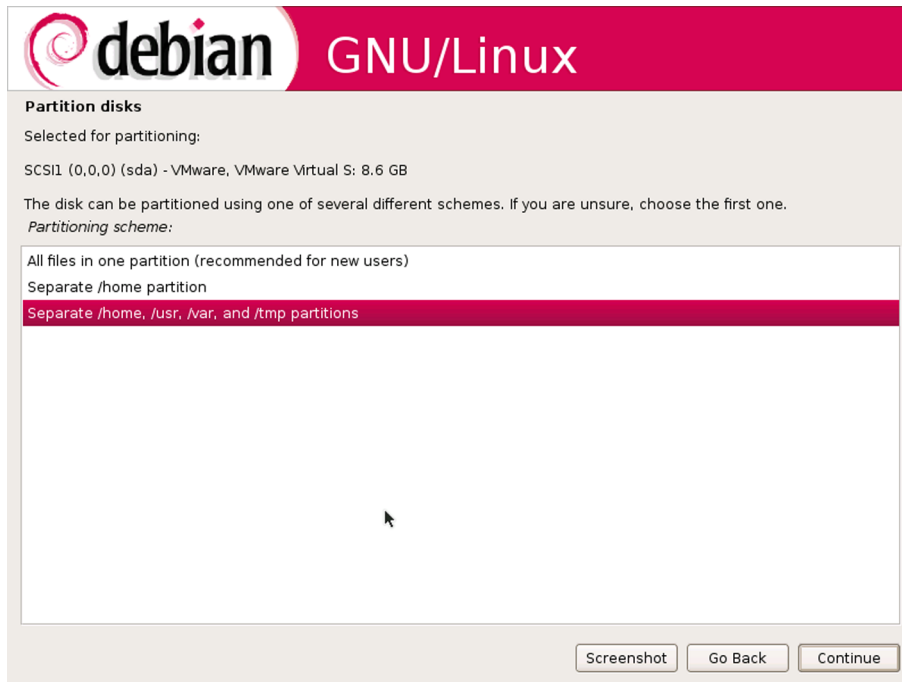 debian GNU/Linux
Partition disks
Selected for partitioning:
SCSI1 (0,0,0) (sda) - VMware, VMware Virtual S: 8.6 GB
The disk can be partitioned using one of several different schemes. If you are unsure, choose the first one.
Partitioning scheme:
All files in one partition (recommended for new users)
Separate /home partition
Separate /home, /usr, /var, and /tmp partitions
Screenshot Go Back Continue